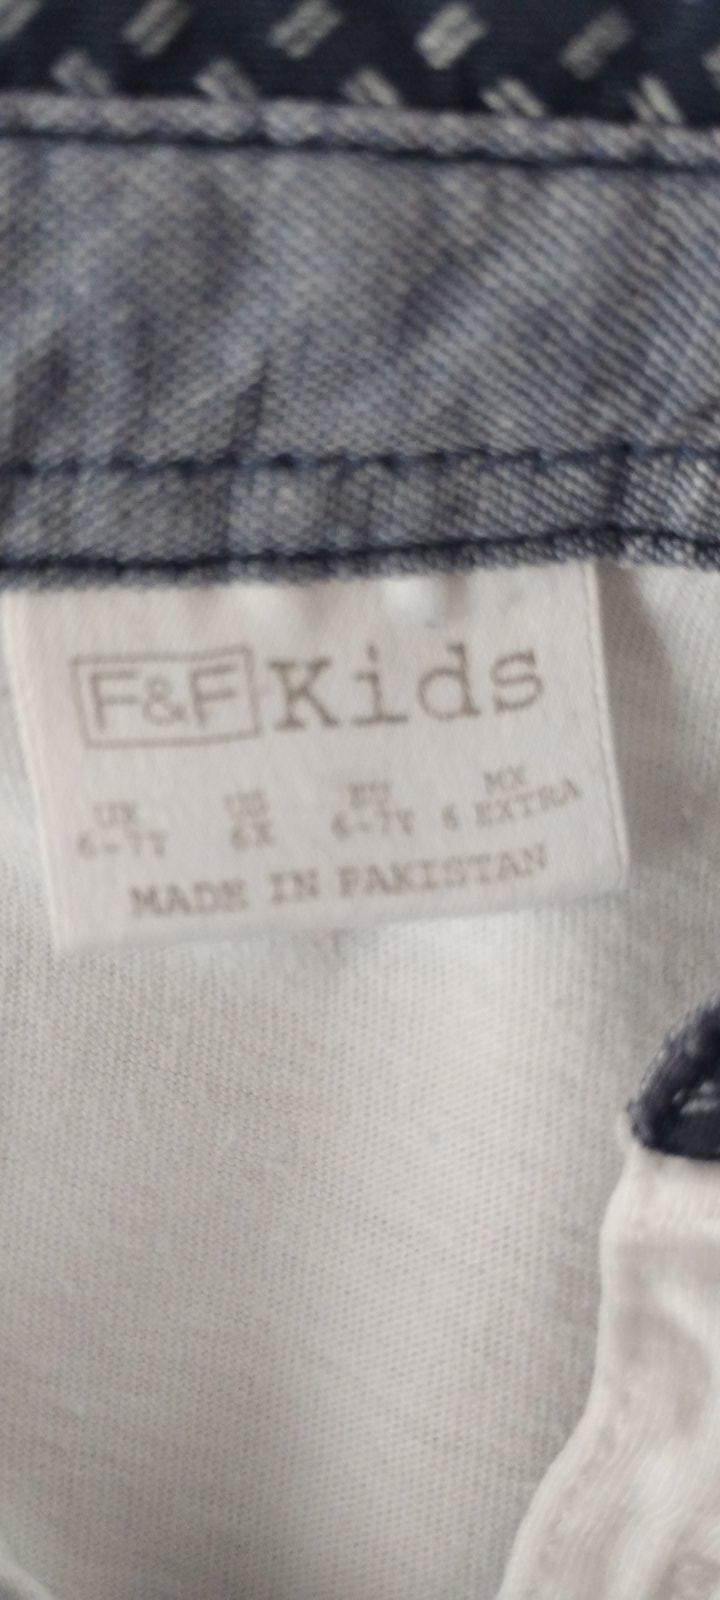 F&F Kids
UK US EU MX
6-7Y 6X 6-7Y 6 EXTRA
MADE IN PAKISTAN